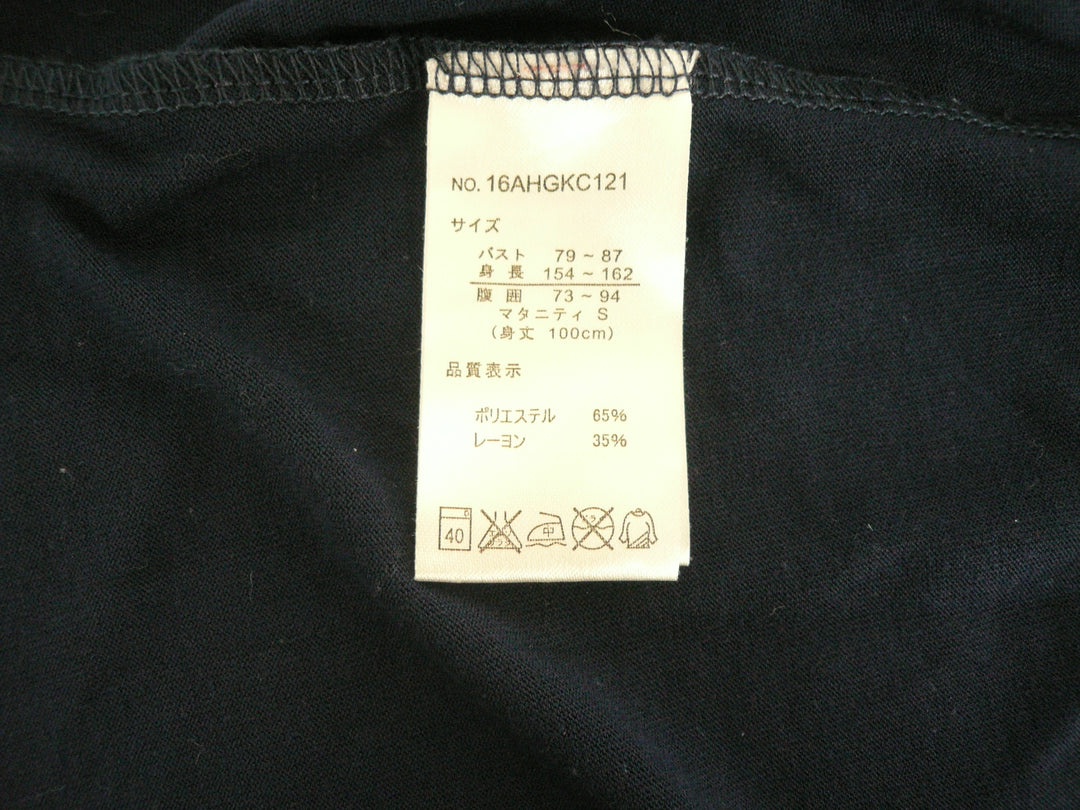 NO. 16AHGKC121
サイズ
バスト 79～87
身長 154～162
腹囲 73～94
マタニティ S
(身丈 100cm)
品質表示
ポリエステル 65%
レーヨン 35%
40 中